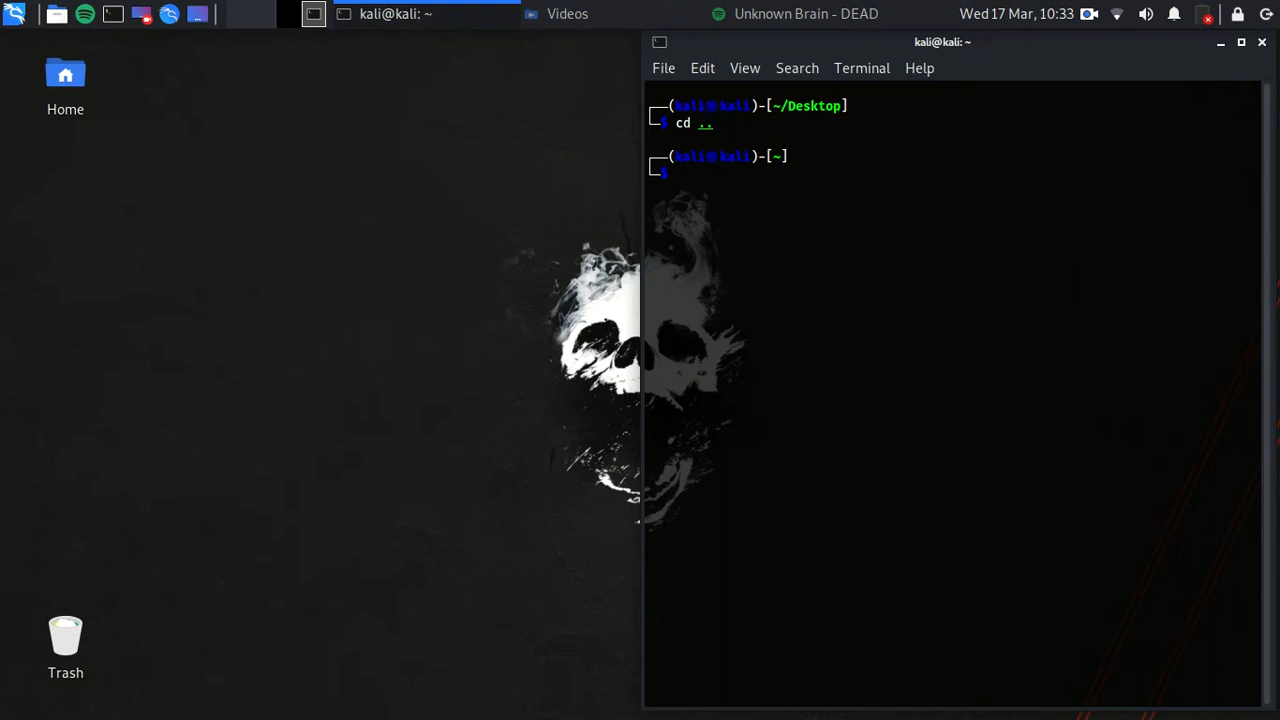 kali@kali: ~ Videos Unknown Brain - DEAD Wed 17 Mar, 10:33
Home
Trash
kali@kali: ~
File Edit View Search Terminal Help
(kali㉿kali)-[~/Desktop]
$ cd ..
(kali㉿kali)-[~]
$